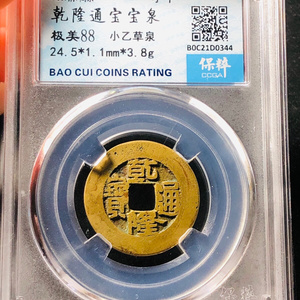 乾隆通宝宝泉
极美88 小乙草泉
24.5*1.1mm*3.8g
BAO CUI COINS RATING
B0C21D0344
保粹
乾隆通寶